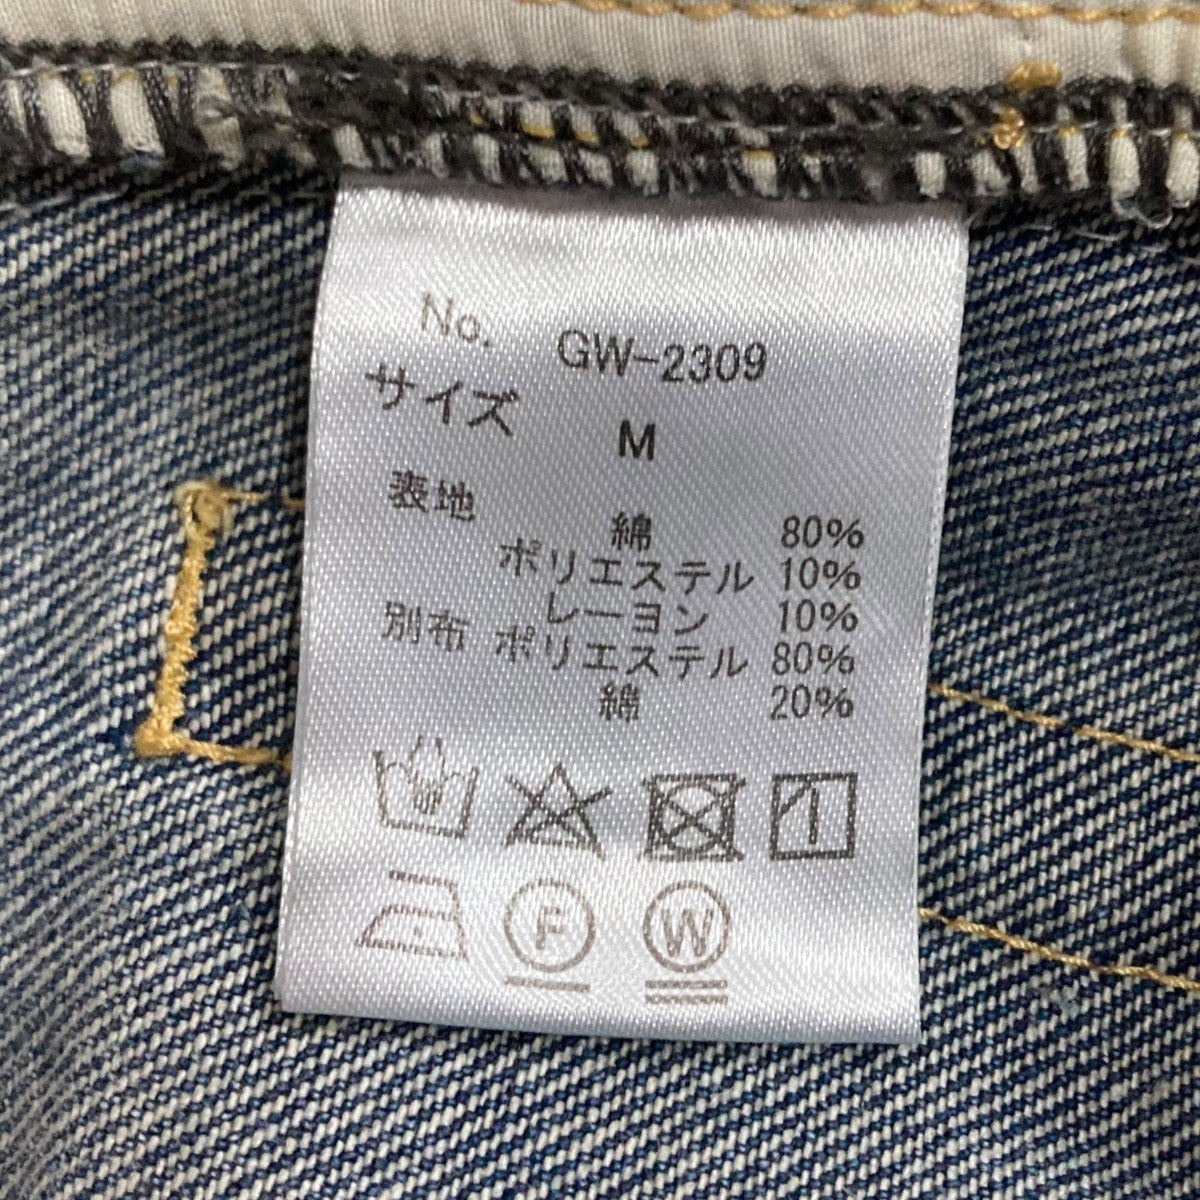 No. GW-2309
サイズ M
表地 綿 80%
ポリエステル 10%
レーヨン 10%
別布 ポリエステル 80%
綿 20%
F W